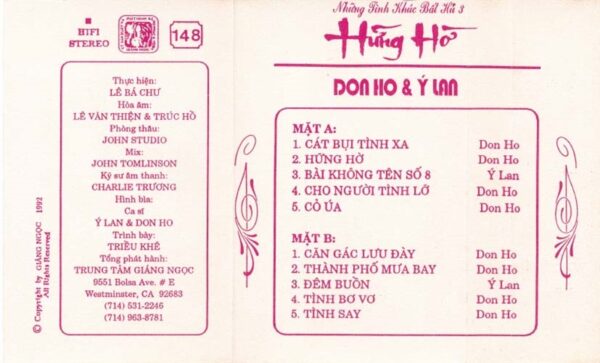 HIFI
STEREO
148
Thực hiện:
LÊ BÁ CHƯ
Hòa âm:
LÊ VĂN THIỆN & TRÚC HỒ
Phòng thâu:
JOHN STUDIO
Mix:
JOHN TOMLINSON
Kỹ sư âm thanh:
CHARLIE TRƯƠNG
Hình bìa:
Ca sĩ
Ý LAN & DON HO
Trình bày:
TRIỀU KHÊ
Tổng phát hành:
TRUNG TÂM GIÁNG NGỌC
9551 Bolsa Ave. # E
Westminster, CA 92683
(714) 531-2246
(714) 963-8781
© Copyright by GIÁNG NGỌC 1992
All Rights Reserved
Những Tình Khúc Bất Hủ 3
Hững Hờ
DON HO & Ý LAN
MẶT A:
1. CÁT BỤI TÌNH XA Don Ho
2. HỮNG HỜ Don Ho
3. BÀI KHÔNG TÊN SỐ 8 Ý Lan
4. CHO NGƯỜI TÌNH LỠ Don Ho
5. CỎ ÚA Don Ho
MẶT B:
1. CĂN GÁC LƯU ĐÀY Don Ho
2. THÀNH PHỐ MƯA BAY Don Ho
3. ĐÊM BUỒN Ý Lan
4. TÌNH BƠ VƠ Don Ho
5. TÌNH SAY Don Ho